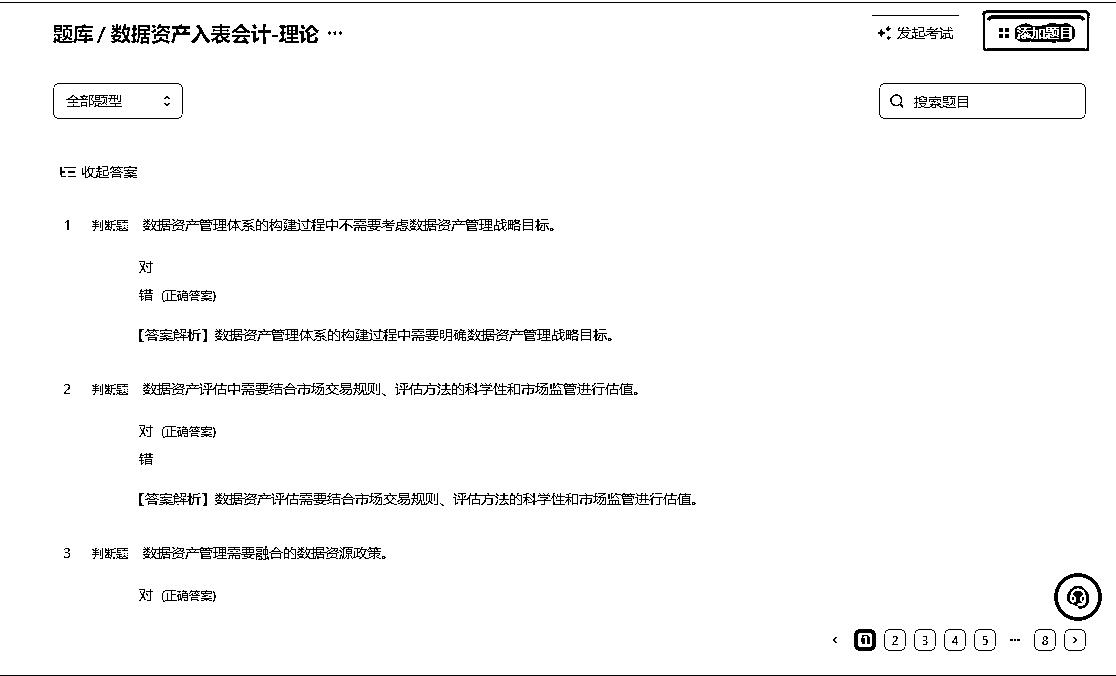 题库 / 数据资产入表会计-理论 ···
发起考试
添加题目
全部题型
搜索题目
收起答案
1 判断题 数据资产管理体系的构建过程中不需要考虑数据资产管理战略目标。
对
错 (正确答案)
【答案解析】数据资产管理体系的构建过程中需要明确数据资产管理战略目标。
2 判断题 数据资产评估中需要结合市场交易规则、评估方法的科学性和市场监管进行估值。
对 (正确答案)
错
【答案解析】数据资产评估需要结合市场交易规则、评估方法的科学性和市场监管进行估值。
3 判断题 数据资产管理需要融合的数据资源政策。
对 (正确答案)
‹ 1 2 3 4 5 ··· 8 ›